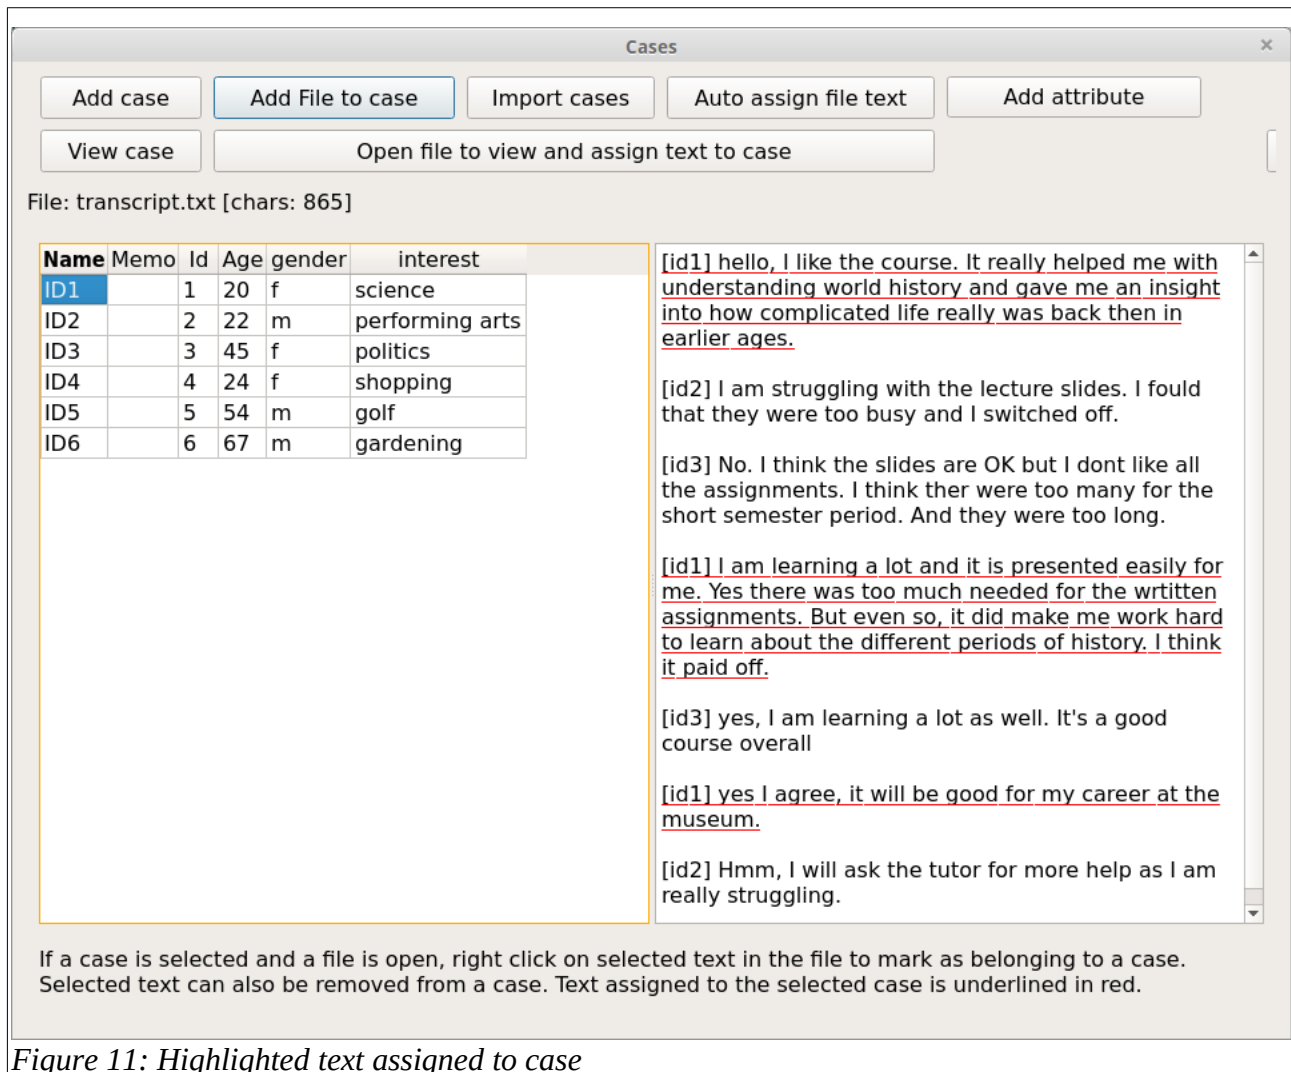 Cases
Add case Add File to case Import cases Auto assign file text Add attribute
View case Open file to view and assign text to case
File: transcript.txt [chars: 865]
Name Memo Id Age gender interest
ID1 1 20 f science
ID2 2 22 m performing arts
ID3 3 45 f politics
ID4 4 24 f shopping
ID5 5 54 m golf
ID6 6 67 m gardening
[id1] hello, I like the course. It really helped me with
understanding world history and gave me an insight
into how complicated life really was back then in
earlier ages.
[id2] I am struggling with the lecture slides. I fould
that they were too busy and I switched off.
[id3] No. I think the slides are OK but I dont like all
the assignments. I think ther were too many for the
short semester period. And they were too long.
[id1] I am learning a lot and it is presented easily for
me. Yes there was too much needed for the wrtitten
assignments. But even so, it did make me work hard
to learn about the different periods of history. I think
it paid off.
[id3] yes, I am learning a lot as well. It's a good
course overall
[id1] yes I agree, it will be good for my career at the
museum.
[id2] Hmm, I will ask the tutor for more help as I am
really struggling.
If a case is selected and a file is open, right click on selected text in the file to mark as belonging to a case.
Selected text can also be removed from a case. Text assigned to the selected case is underlined in red.
Figure 11: Highlighted text assigned to case